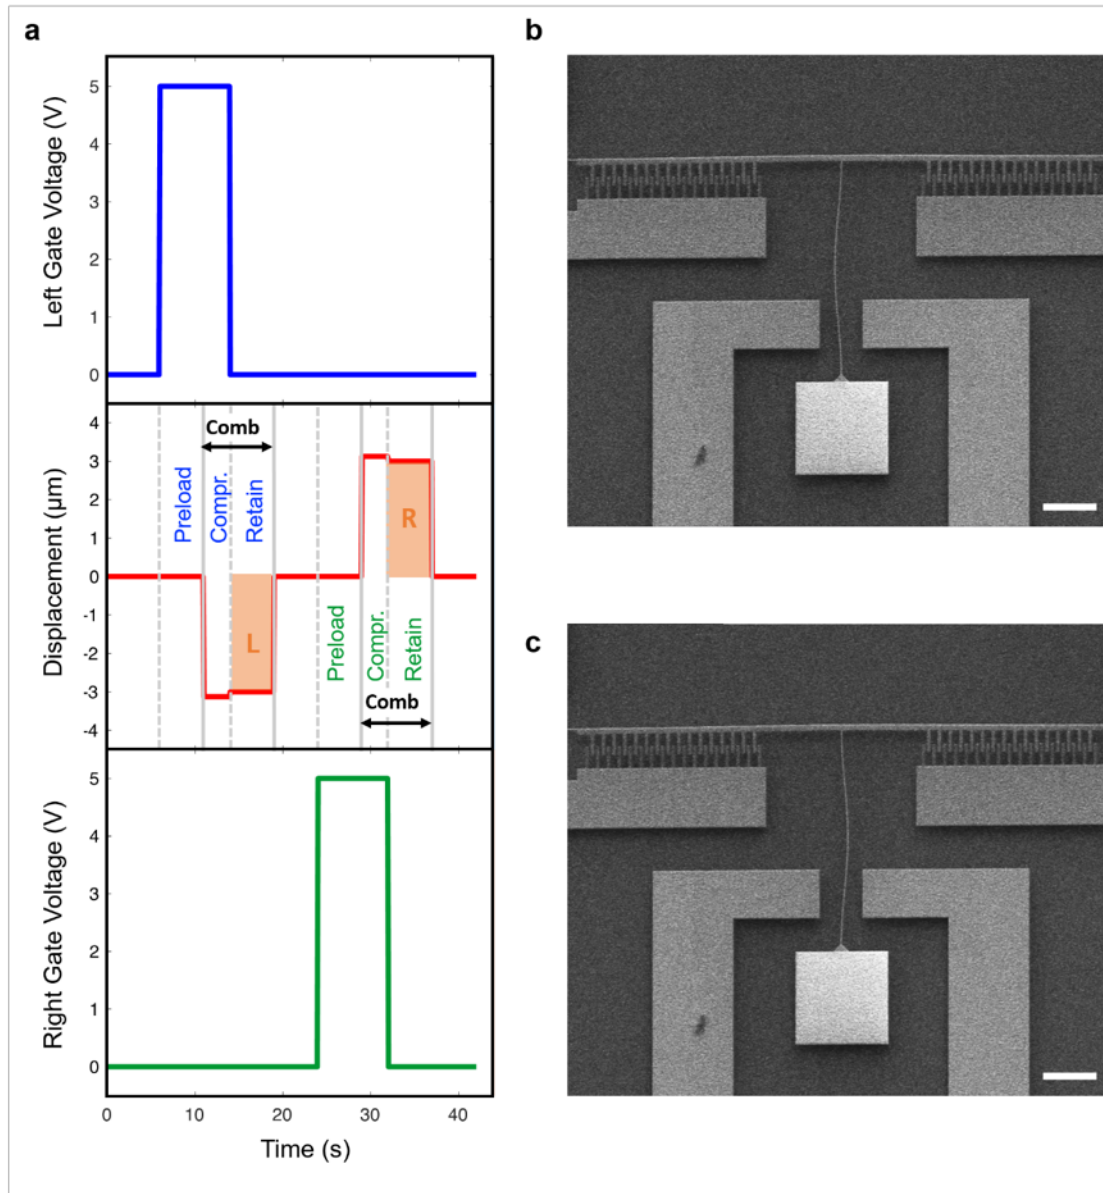 a
Left Gate Voltage (V)
5
4
3
2
1
0
Displacement (µm)
4
3
2
1
0
-1
-2
-3
-4
Comb
Preload
Compr.
Retain
L
R
Preload
Compr.
Retain
Comb
Right Gate Voltage (V)
5
4
3
2
1
0
0 10 20 30 40
Time (s)
b
c